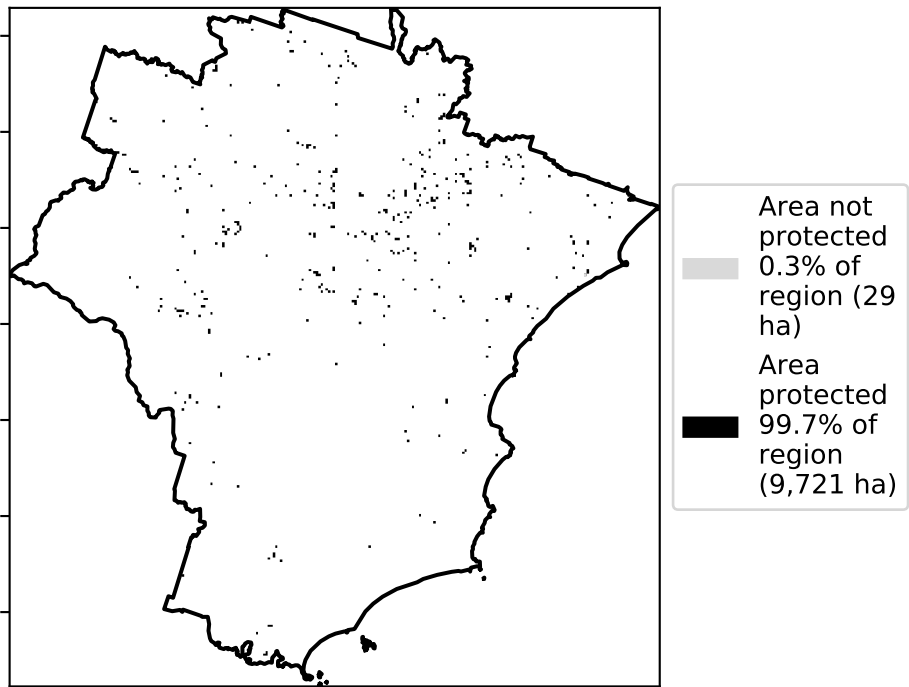 Area not
protected
0.3% of
region (29
ha)
Area
protected
99.7% of
region
(9,721 ha)